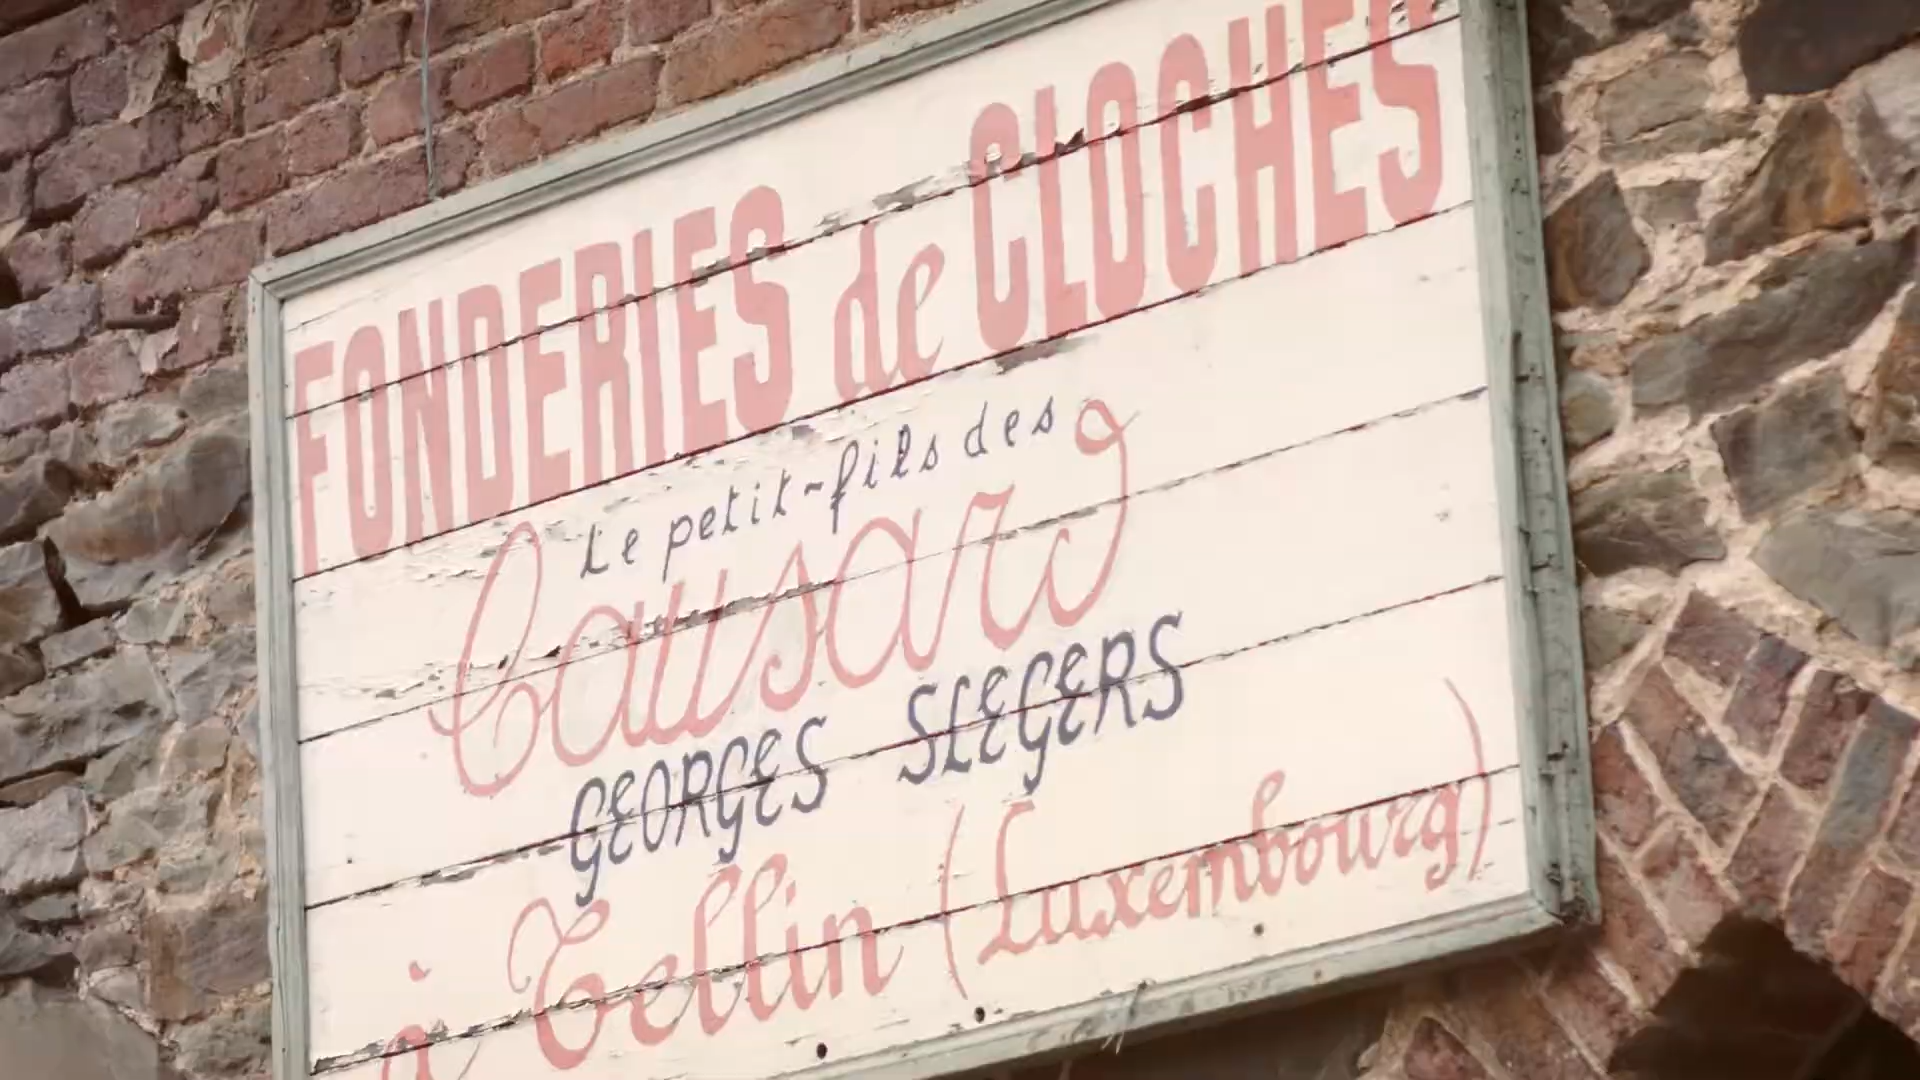 FONDERIES de CLOCHES
Le petit-fils des
Causard
GEORGES SLEGERS
à Tellin (Luxembourg)